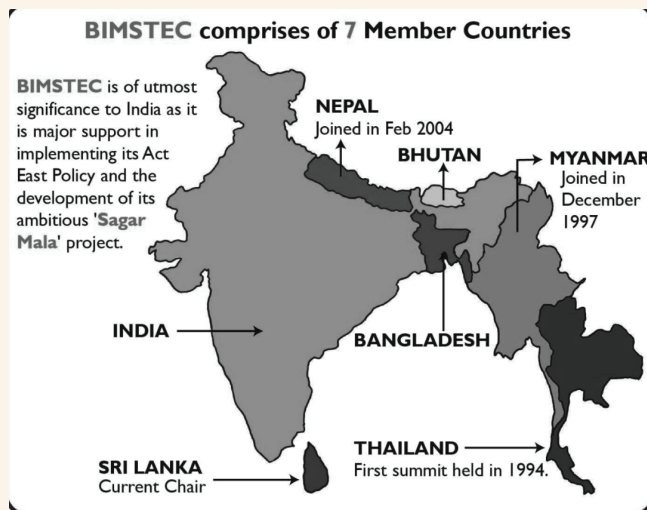 BIMSTEC comprises of 7 Member Countries
BIMSTEC is of utmost
significance to India as it
is major support in
implementing its Act
East Policy and the
development of its
ambitious 'Sagar
Mala' project.
NEPAL
Joined in Feb 2004
BHUTAN
MYANMAR
Joined in
December
1997
INDIA
BANGLADESH
THAILAND
First summit held in 1994.
SRI LANKA
Current Chair